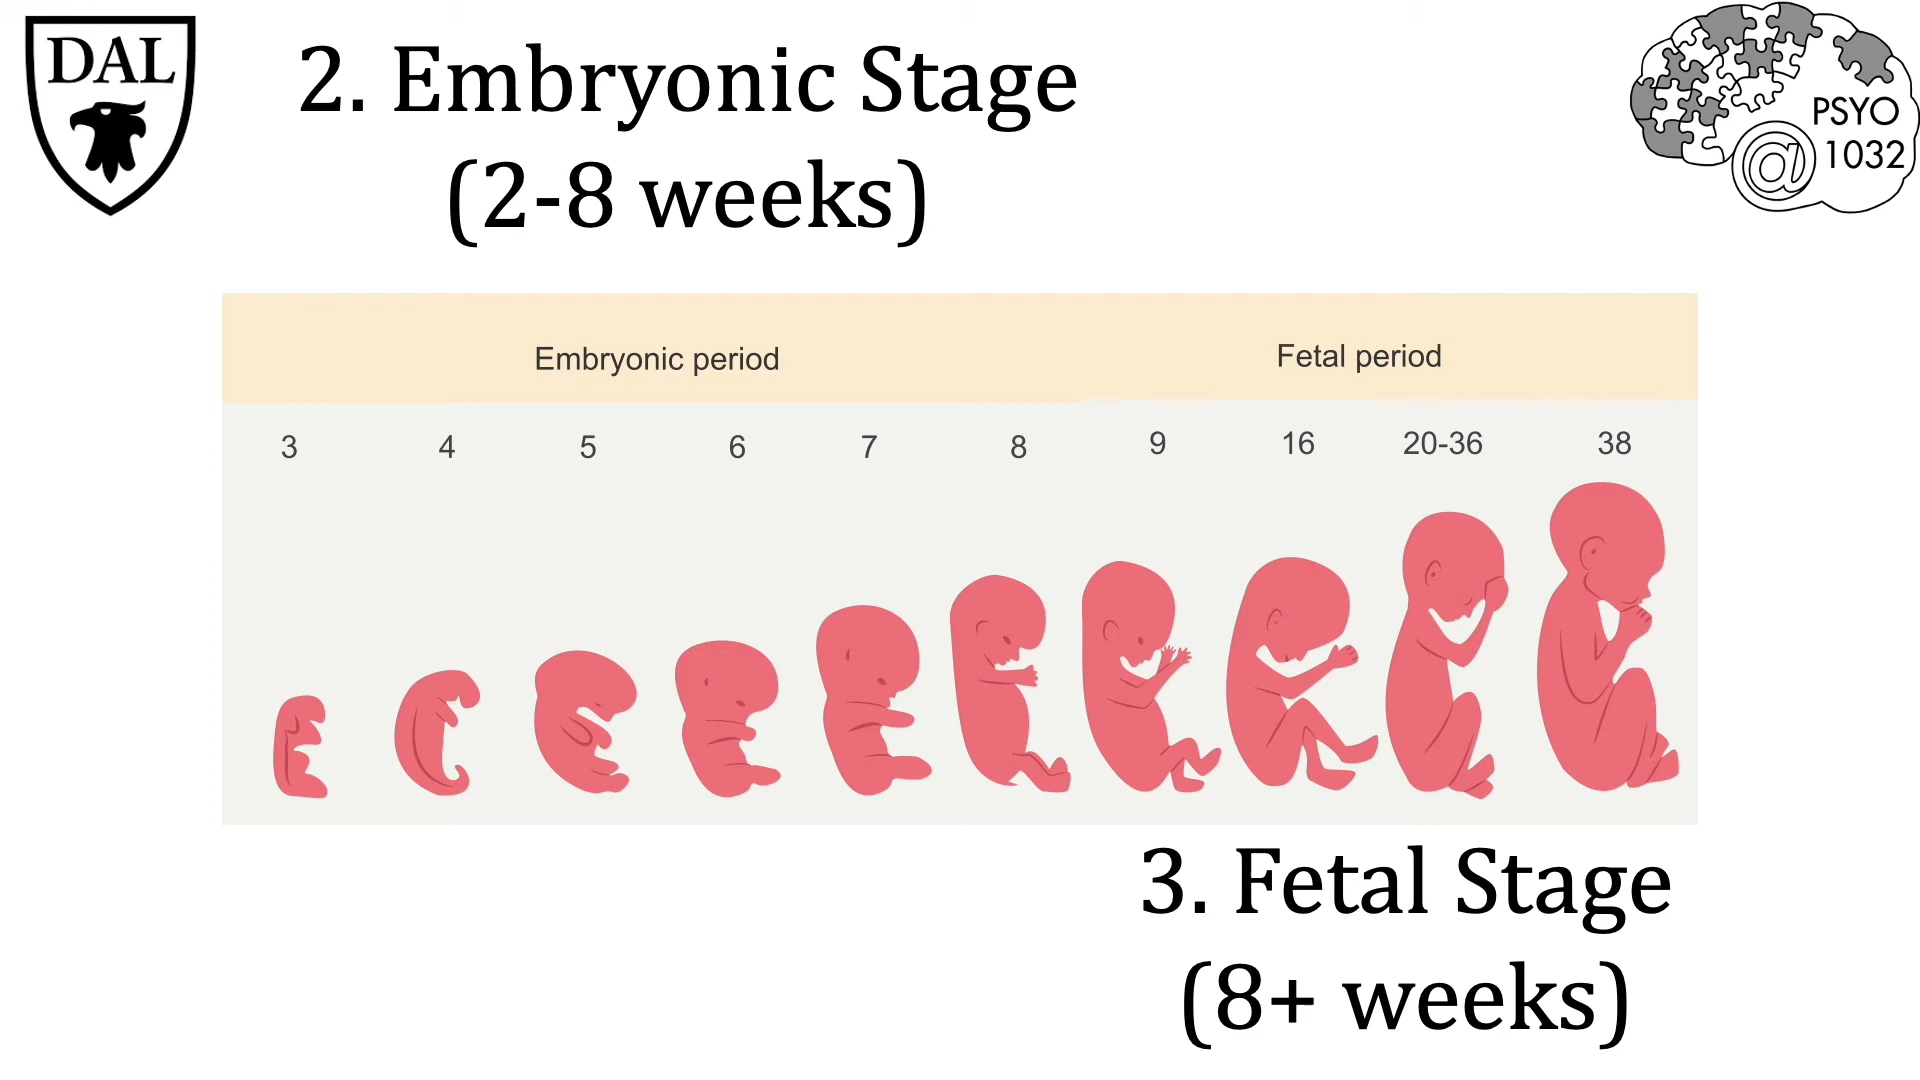 DAL
2. Embryonic Stage
(2-8 weeks)
PSYO
@ 1032
Embryonic period
Fetal period
3 4 5 6 7 8 9 16 20-36 38
3. Fetal Stage
(8+ weeks)